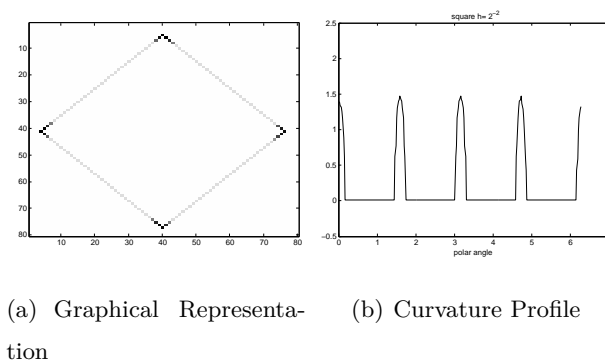 square h= 2⁻²
10
20
30
40
50
60
70
80
10 20 30 40 50 60 70 80
2.5
2
1.5
1
0.5
0
−0.5
0 1 2 3 4 5 6
polar angle
(a) Graphical Representa-
tion
(b) Curvature Profile